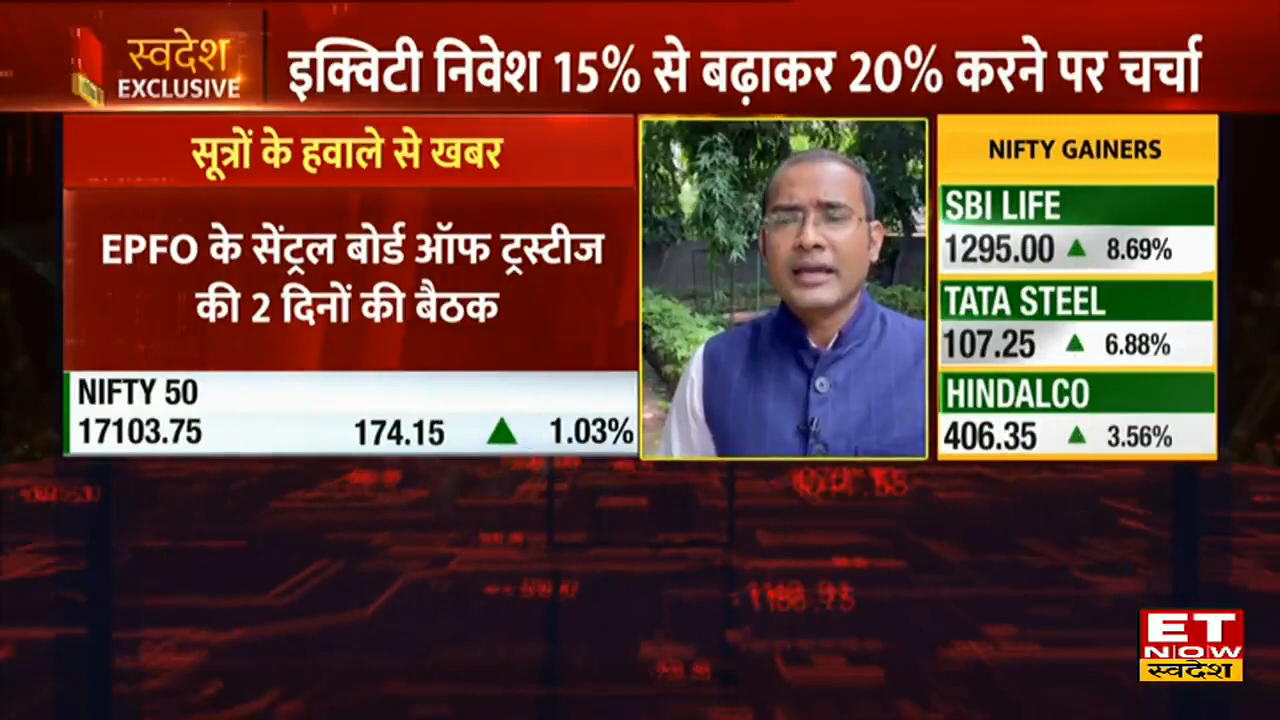 स्वदेश
EXCLUSIVE
इक्विटी निवेश 15% से बढ़ाकर 20% करने पर चर्चा
सूत्रों के हवाले से खबर
EPFO के सेंट्रल बोर्ड ऑफ ट्रस्टीज
की 2 दिनों की बैठक
NIFTY 50
17103.75 174.15 ▲ 1.03%
NIFTY GAINERS
SBI LIFE
1295.00 ▲ 8.69%
TATA STEEL
107.25 ▲ 6.88%
HINDALCO
406.35 ▲ 3.56%
ET
NOW
स्वदेश